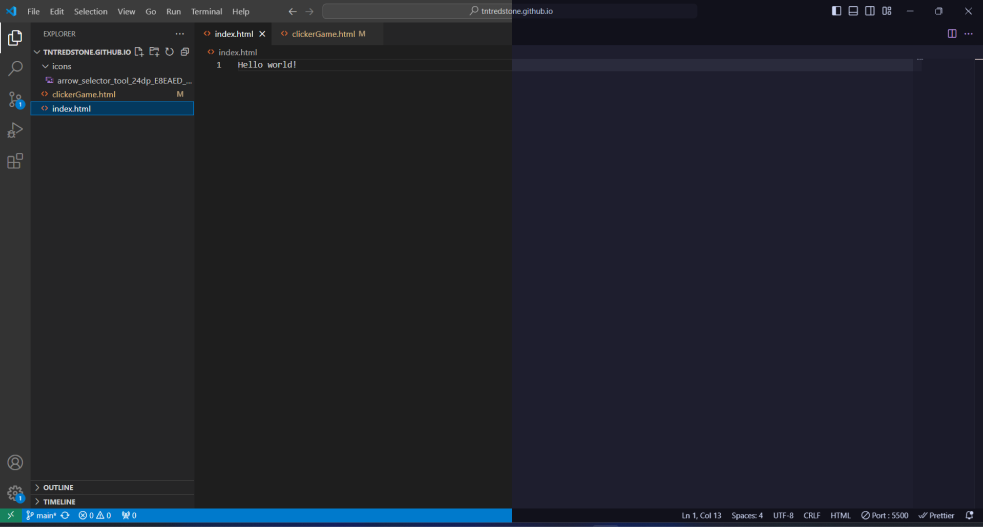 File Edit Selection View Go Run Terminal Help tntredstone.github.io
EXPLORER
index.html clickerGame.html M
TNTREDSTONE.GITHUB.IO
index.html
icons
1 Hello world!
arrow_selector_tool_24dp_E8EAED_...
clickerGame.html M
index.html
1
1
OUTLINE
TIMELINE
main* 0 0 0 Ln 1, Col 13 Spaces: 4 UTF-8 CRLF HTML Port : 5500 Prettier